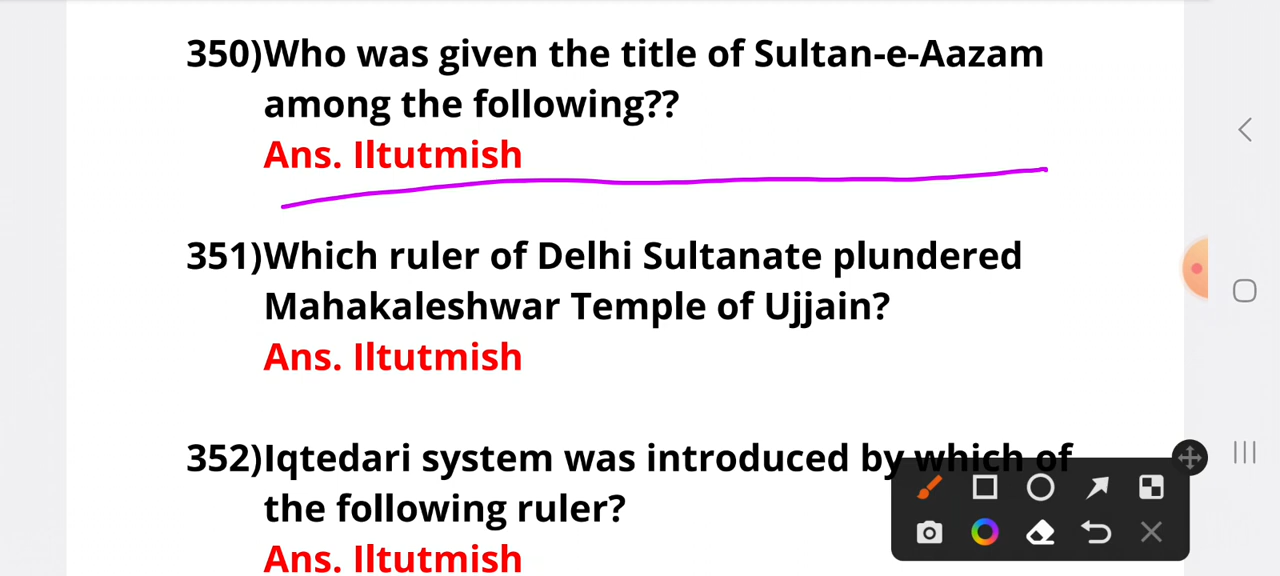 350)Who was given the title of Sultan-e-Aazam
among the following??
Ans. Iltutmish
351)Which ruler of Delhi Sultanate plundered
Mahakaleshwar Temple of Ujjain?
Ans. Iltutmish
352)Iqtedari system was introduced by which of
the following ruler?
Ans. Iltutmish